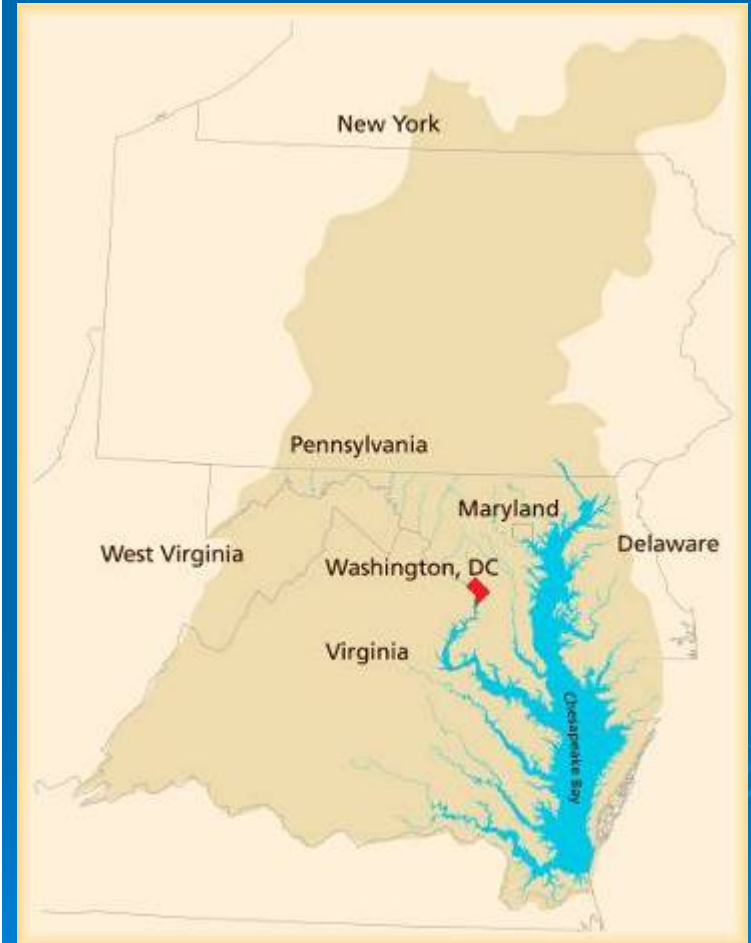 New York
Pennsylvania
Maryland
West Virginia
Washington, DC
Delaware
Virginia
Chesapeake Bay